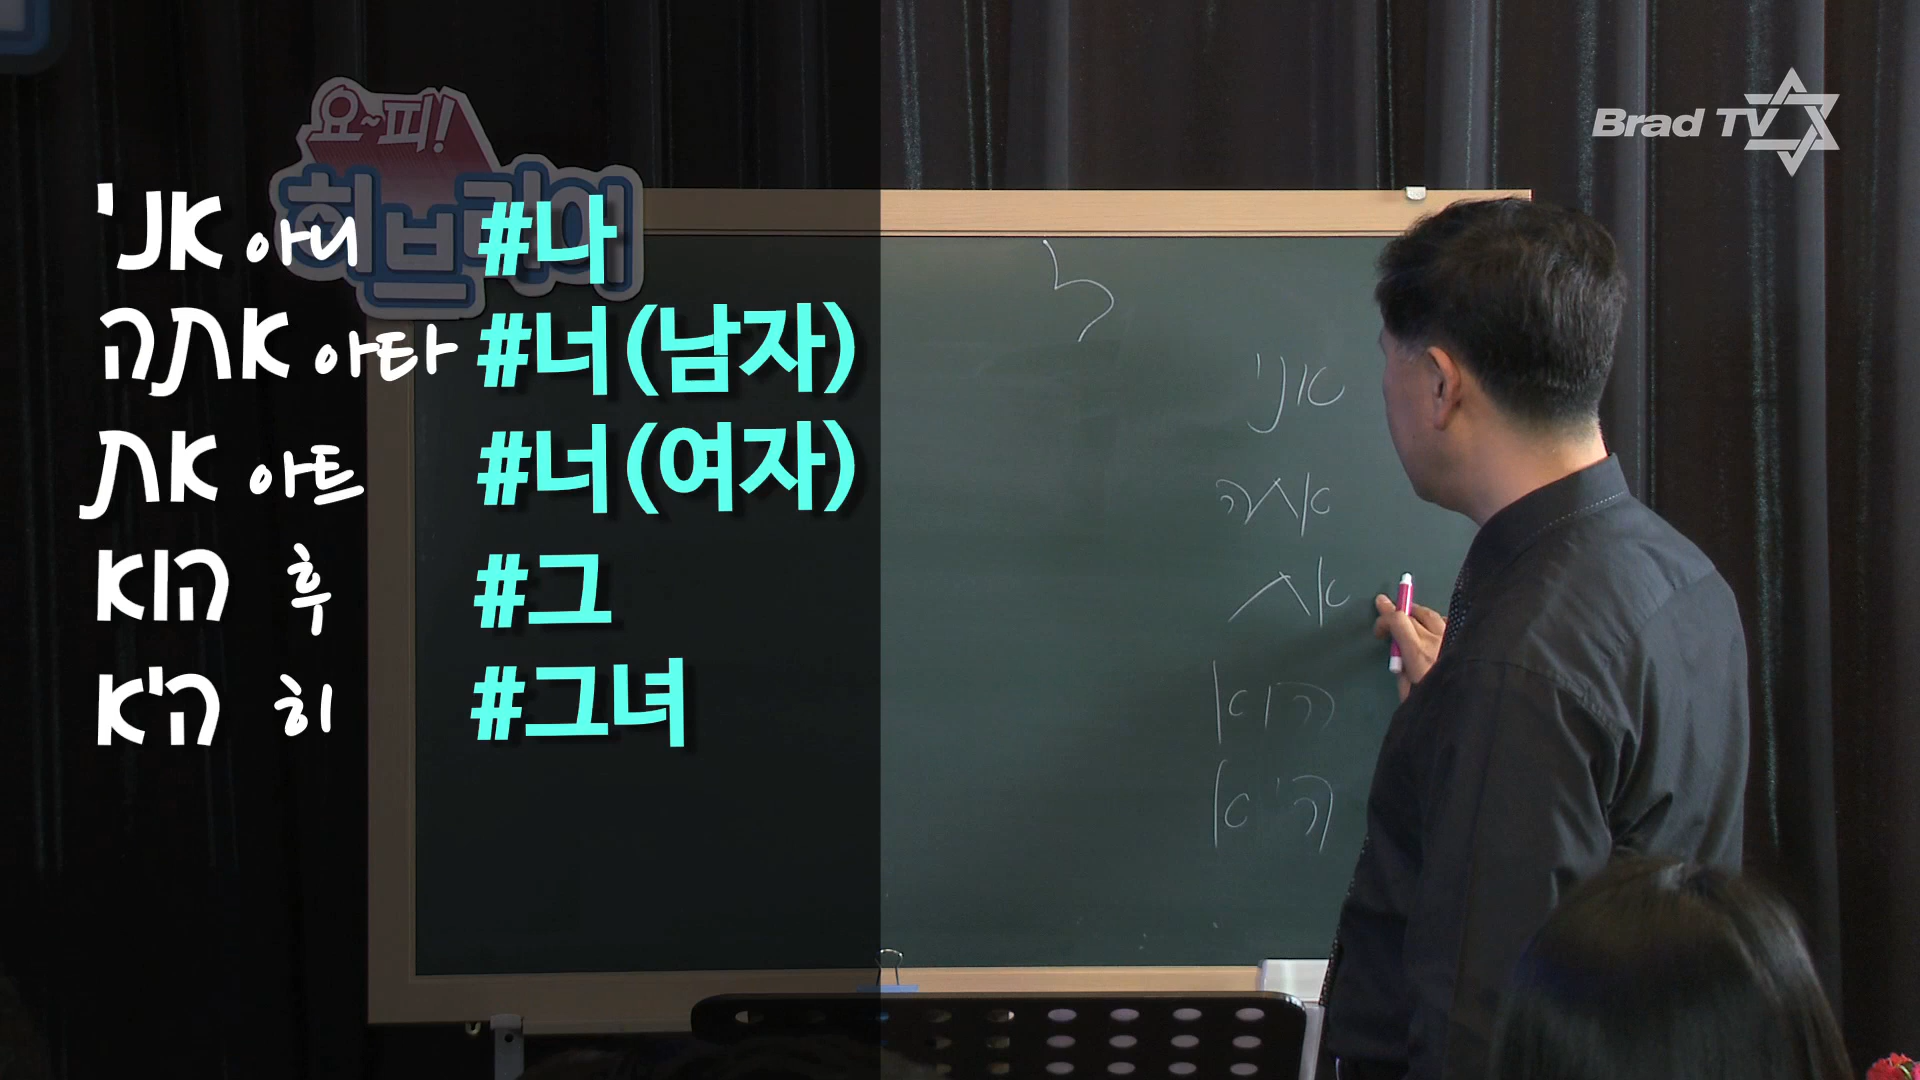 Brad TV
요~피!
히브리어
אני 아니 #나
אתה 아타 #너(남자)
את 아트 #너(여자)
הוא 후 #그
היא 히 #그녀
ל
אני
אתה
את
הוא
היא